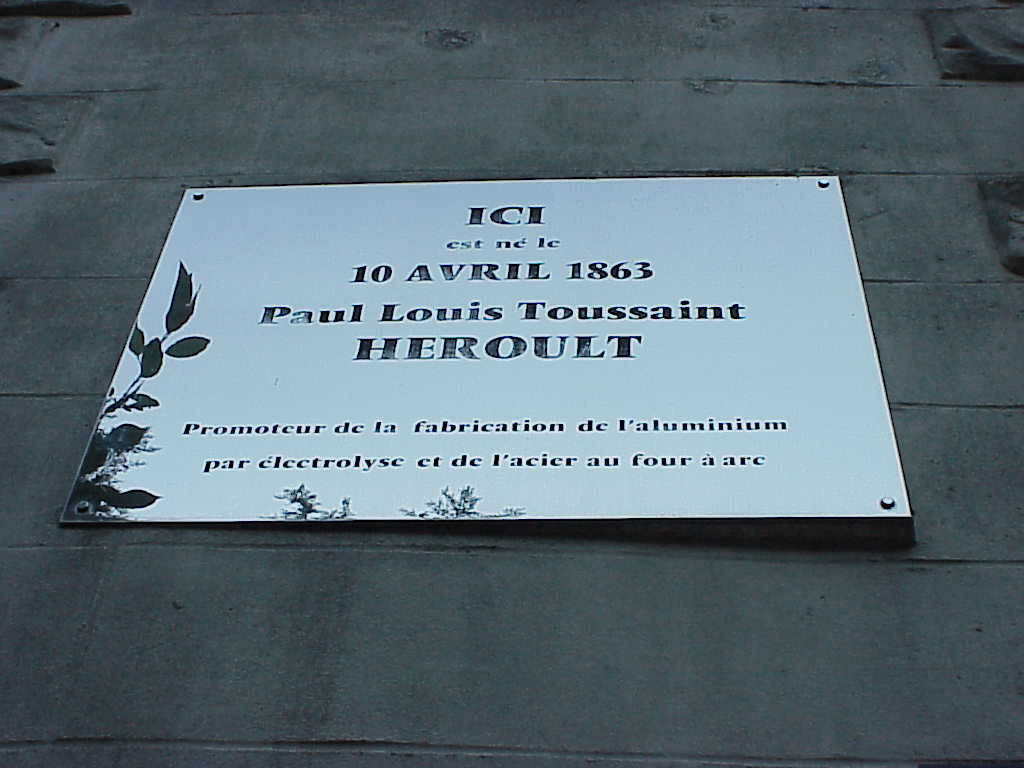 ICI
est né le
10 AVRIL 1863
Paul Louis Toussaint
HEROULT
Promoteur de la fabrication de l'aluminium
par électrolyse et de l'acier au four à arc